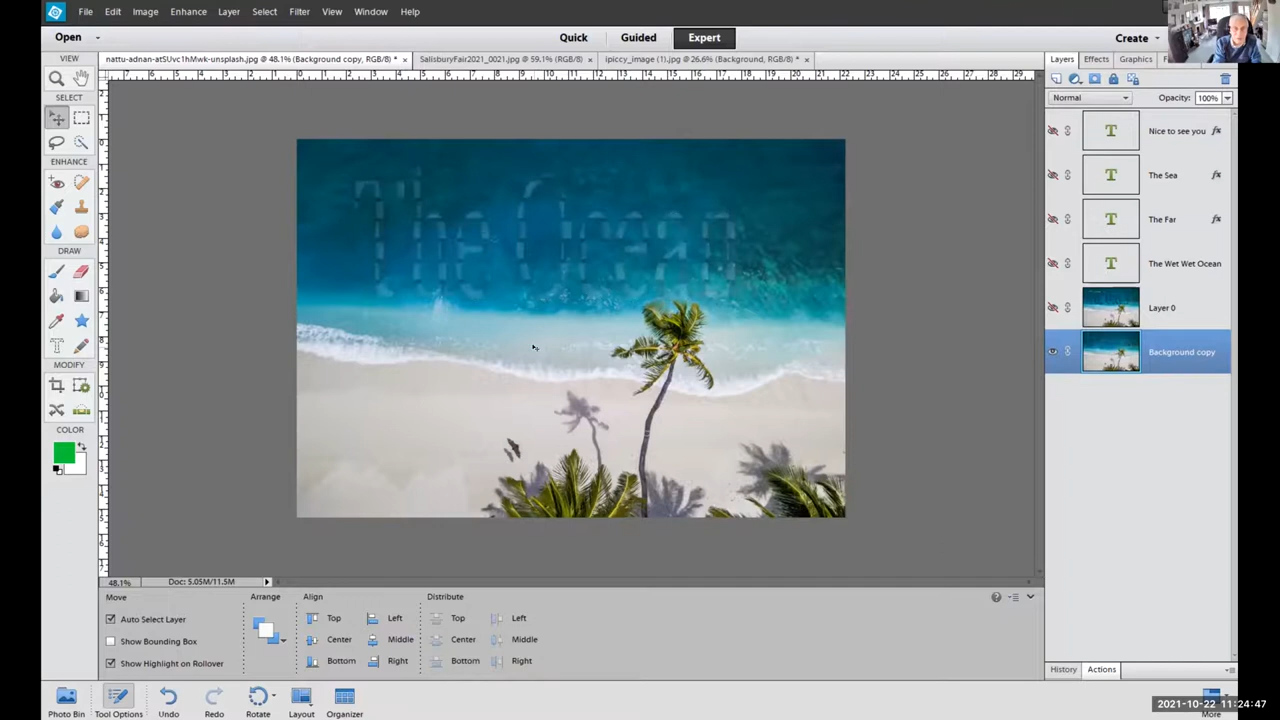 File Edit Image Enhance Layer Select Filter View Window Help
Open Quick Guided Expert Create
VIEW
nattu-adnan-atSUvc1hMwk-unsplash.jpg @ 48.1% (Background copy, RGB/8) *
SalisburyFair2021_0021.jpg @ 59.1% (RGB/8)
ipiccy_image (1).jpg @ 26.6% (Background, RGB/8) *
Layers Effects Graphics
SELECT
Normal Opacity: 100%
ENHANCE
DRAW
MODIFY
COLOR
The Ocean
T Nice to see you fx
T The Sea fx
T The Far fx
T The Wet Wet Ocean
Layer 0
Background copy
48.1% Doc: 5.05M/11.5M
Move Arrange Align Distribute
Auto Select Layer Top Left Top Left
Show Bounding Box Center Middle Center Middle
Show Highlight on Rollover Bottom Right Bottom Right
History Actions
Photo Bin Tool Options Undo Redo Rotate Layout Organizer More
2021-10-22 11:24:47